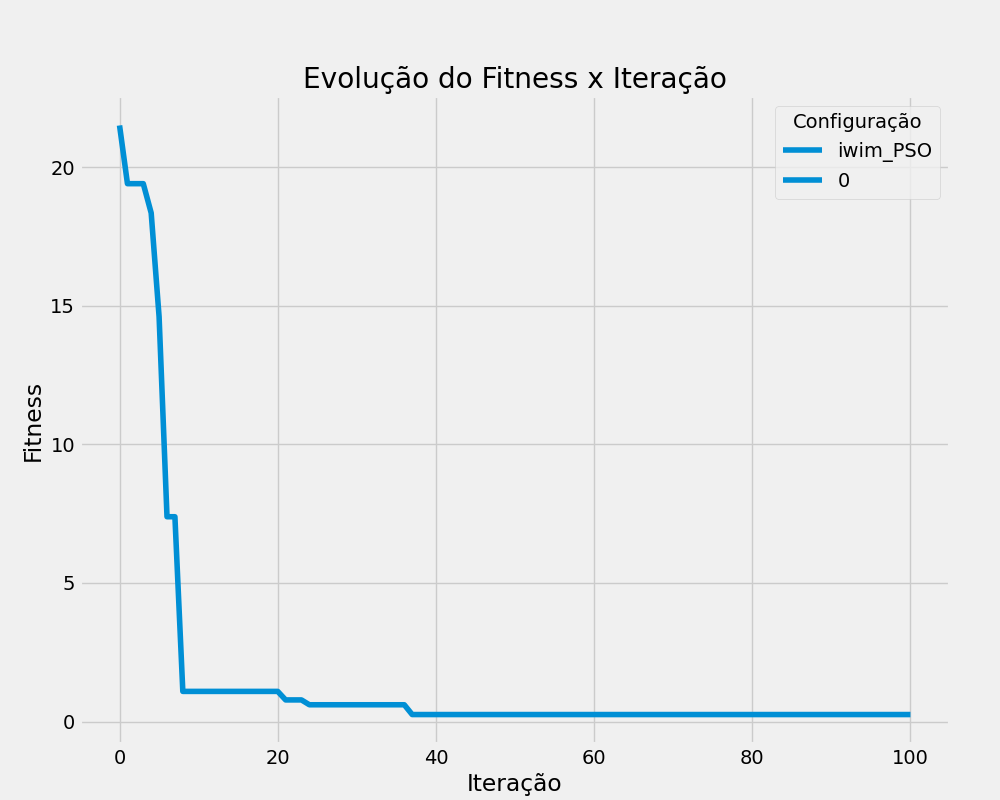 Evolução do Fitness x Iteração
Configuração
iwim_PSO
0
Fitness
20
15
10
5
0
0 20 40 60 80 100
Iteração